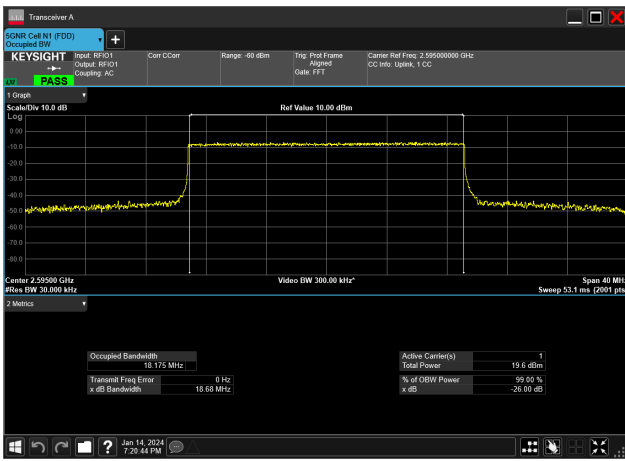 Transceiver A
5GNR Cell N1 (FDD)
Occupied BW
KEYSIGHT
PASS
Input: RFIO1
Output: RFIO1
Coupling: AC
Corr CCorr
Range: -60 dBm
Trig: Prot Frame
Aligned
Gate: FFT
Carrier Ref Freq: 2.595000000 GHz
CC Info: Uplink, 1 CC
1 Graph
Scale/Div 10.0 dB
Ref Value 10.00 dBm
Log
0.00
-10.0
-20.0
-30.0
-40.0
-50.0
-60.0
-70.0
-80.0
Center 2.59500 GHz
Video BW 300.00 kHz*
Span 40 MHz
#Res BW 30.000 kHz
Sweep 53.1 ms (2001 pts
2 Metrics
Occupied Bandwidth
18.175 MHz
Transmit Freq Error 0 Hz
x dB Bandwidth 18.68 MHz
Active Carrier(s) 1
Total Power 19.6 dBm
% of OBW Power 99.00 %
x dB -26.00 dB
?
Jan 14, 2024
7:20:44 PM